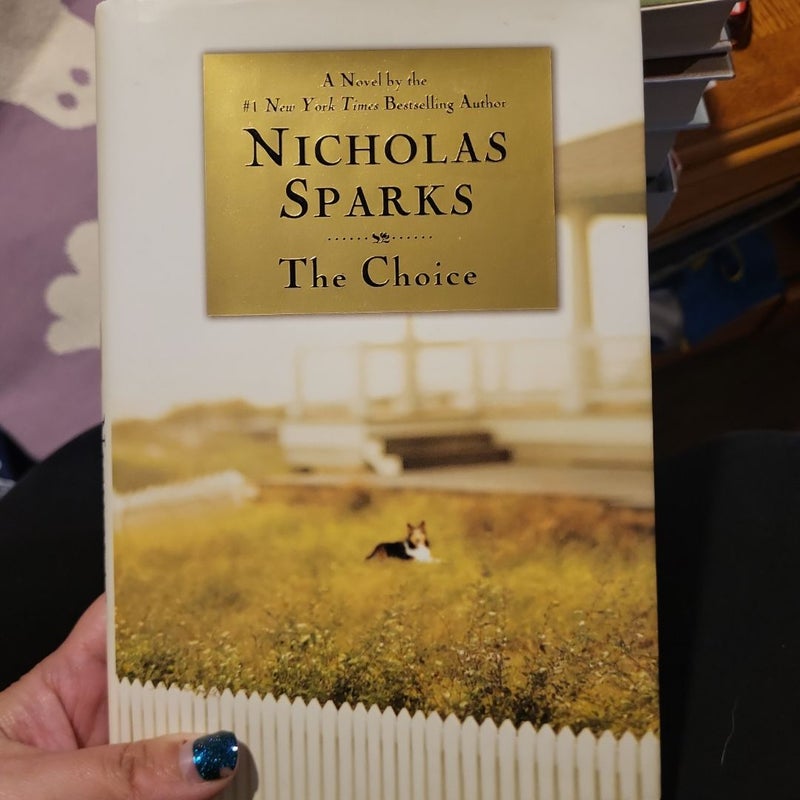 A Novel by the
#1 New York Times Bestselling Author
NICHOLAS
SPARKS
The Choice